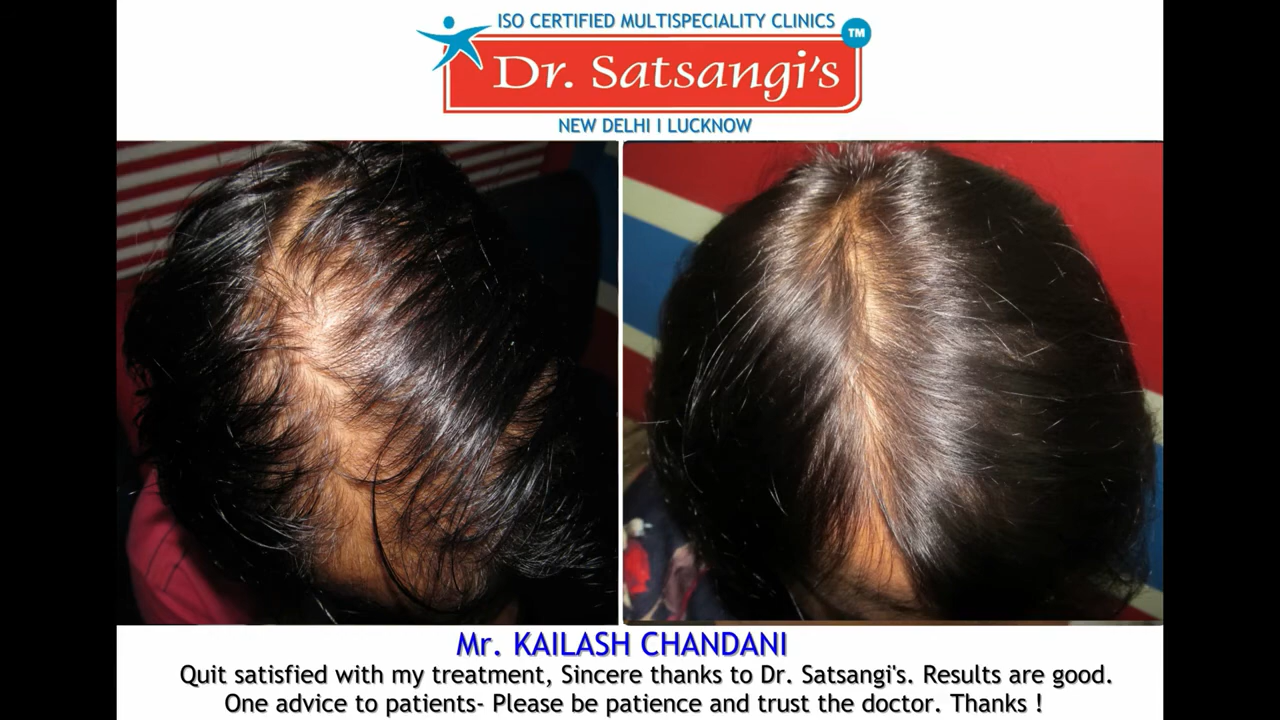 ISO CERTIFIED MULTISPECIALITY CLINICS
Dr. Satsangi's
TM
NEW DELHI I LUCKNOW
Mr. KAILASH CHANDANI
Quit satisfied with my treatment, Sincere thanks to Dr. Satsangi's. Results are good.
One advice to patients- Please be patience and trust the doctor. Thanks !